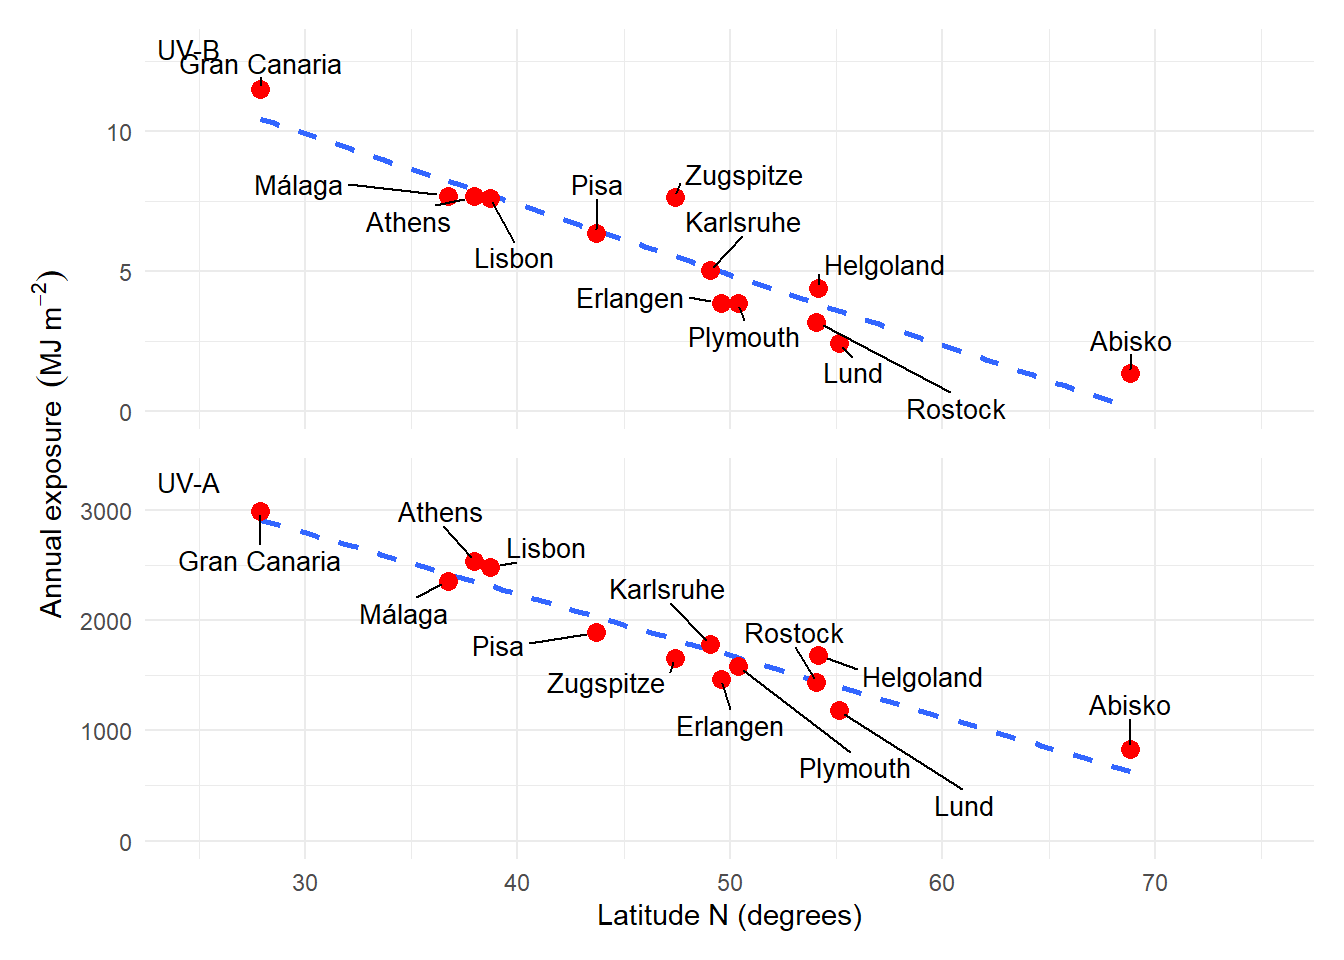 UV-B
Gran Canaria
10
Málaga
Athens
Lisbon
Pisa
Zugspitze
Karlsruhe
5
Helgoland
Erlangen
Plymouth
Abisko
Lund
Rostock
0
Annual exposure (MJ m⁻²)
UV-A
3000
Athens
Gran Canaria
Lisbon
Málaga
Karlsruhe
2000
Pisa
Rostock
Zugspitze
Helgoland
Erlangen
Abisko
1000
Plymouth
Lund
0
30 40 50 60 70
Latitude N (degrees)